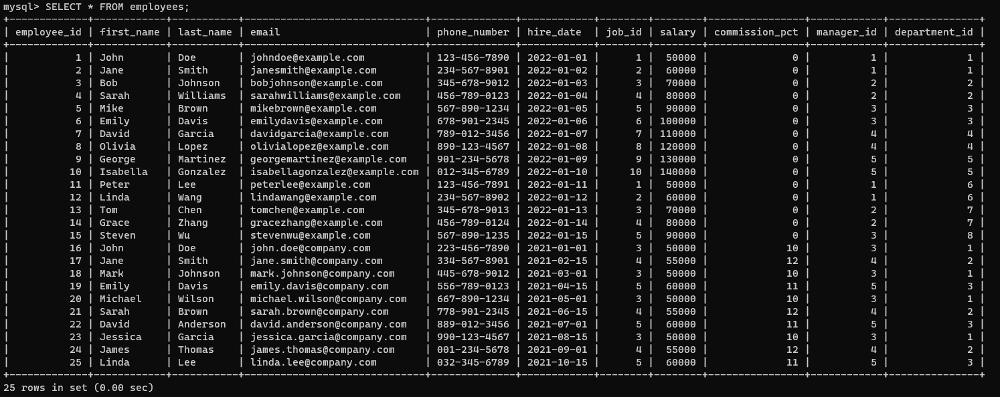 mysql> SELECT * FROM employees;
+-------------+------------+-----------+------------------------------+--------------+------------+--------+--------+----------------+------------+---------------+
| employee_id | first_name | last_name | email                        | phone_number | hire_date  | job_id | salary | commission_pct | manager_id | department_id |
+-------------+------------+-----------+------------------------------+--------------+------------+--------+--------+----------------+------------+---------------+
|           1 | John       | Doe       | johndoe@example.com          | 123-456-7890 | 2022-01-01 |      1 |  50000 |              0 |          1 |             1 |
|           2 | Jane       | Smith     | janesmith@example.com        | 234-567-8901 | 2022-01-02 |      2 |  60000 |              0 |          1 |             1 |
|           3 | Bob        | Johnson   | bobjohnson@example.com       | 345-678-9012 | 2022-01-03 |      3 |  70000 |              0 |          2 |             2 |
|           4 | Sarah      | Williams  | sarahwilliams@example.com    | 456-789-0123 | 2022-01-04 |      4 |  80000 |              0 |          2 |             2 |
|           5 | Mike       | Brown     | mikebrown@example.com        | 567-890-1234 | 2022-01-05 |      5 |  90000 |              0 |          3 |             3 |
|           6 | Emily      | Davis     | emilydavis@example.com       | 678-901-2345 | 2022-01-06 |      6 | 100000 |              0 |          3 |             3 |
|           7 | David      | Garcia    | davidgarcia@example.com      | 789-012-3456 | 2022-01-07 |      7 | 110000 |              0 |          4 |             4 |
|           8 | Olivia     | Lopez     | olivialopez@example.com      | 890-123-4567 | 2022-01-08 |      8 | 120000 |              0 |          4 |             4 |
|           9 | George     | Martinez  | georgemartinez@example.com   | 901-234-5678 | 2022-01-09 |      9 | 130000 |              0 |          5 |             5 |
|          10 | Isabella   | Gonzalez  | isabellagonzalez@example.com | 012-345-6789 | 2022-01-10 |     10 | 140000 |              0 |          5 |             5 |
|          11 | Peter      | Lee       | peterlee@example.com         | 123-456-7891 | 2022-01-11 |      1 |  50000 |              0 |          1 |             6 |
|          12 | Linda      | Wang      | lindawang@example.com        | 234-567-8902 | 2022-01-12 |      2 |  60000 |              0 |          1 |             6 |
|          13 | Tom        | Chen      | tomchen@example.com          | 345-678-9013 | 2022-01-13 |      3 |  70000 |              0 |          2 |             7 |
|          14 | Grace      | Zhang     | gracezhang@example.com       | 456-789-0124 | 2022-01-14 |      4 |  80000 |              0 |          2 |             7 |
|          15 | Steven     | Wu        | stevenwu@example.com         | 567-890-1235 | 2022-01-15 |      5 |  90000 |              0 |          3 |             8 |
|          16 | John       | Doe       | john.doe@company.com         | 223-456-7890 | 2021-01-01 |      3 |  50000 |             10 |          3 |             1 |
|          17 | Jane       | Smith     | jane.smith@company.com       | 334-567-8901 | 2021-02-15 |      4 |  55000 |             12 |          4 |             2 |
|          18 | Mark       | Johnson   | mark.johnson@company.com     | 445-678-9012 | 2021-03-01 |      3 |  50000 |             10 |          3 |             1 |
|          19 | Emily      | Davis     | emily.davis@company.com      | 556-789-0123 | 2021-04-15 |      5 |  60000 |             11 |          5 |             3 |
|          20 | Michael    | Wilson    | michael.wilson@company.com   | 667-890-1234 | 2021-05-01 |      3 |  50000 |             10 |          3 |             1 |
|          21 | Sarah      | Brown     | sarah.brown@company.com      | 778-901-2345 | 2021-06-15 |      4 |  55000 |             12 |          4 |             2 |
|          22 | David      | Anderson  | david.anderson@company.com   | 889-012-3456 | 2021-07-01 |      5 |  60000 |             11 |          5 |             3 |
|          23 | Jessica    | Garcia    | jessica.garcia@company.com   | 990-123-4567 | 2021-08-15 |      3 |  50000 |             10 |          3 |             1 |
|          24 | James      | Thomas    | james.thomas@company.com     | 001-234-5678 | 2021-09-01 |      4 |  55000 |             12 |          4 |             2 |
|          25 | Linda      | Lee       | linda.lee@company.com        | 032-345-6789 | 2021-10-15 |      5 |  60000 |             11 |          5 |             3 |
+-------------+------------+-----------+------------------------------+--------------+------------+--------+--------+----------------+------------+---------------+
25 rows in set (0.00 sec)